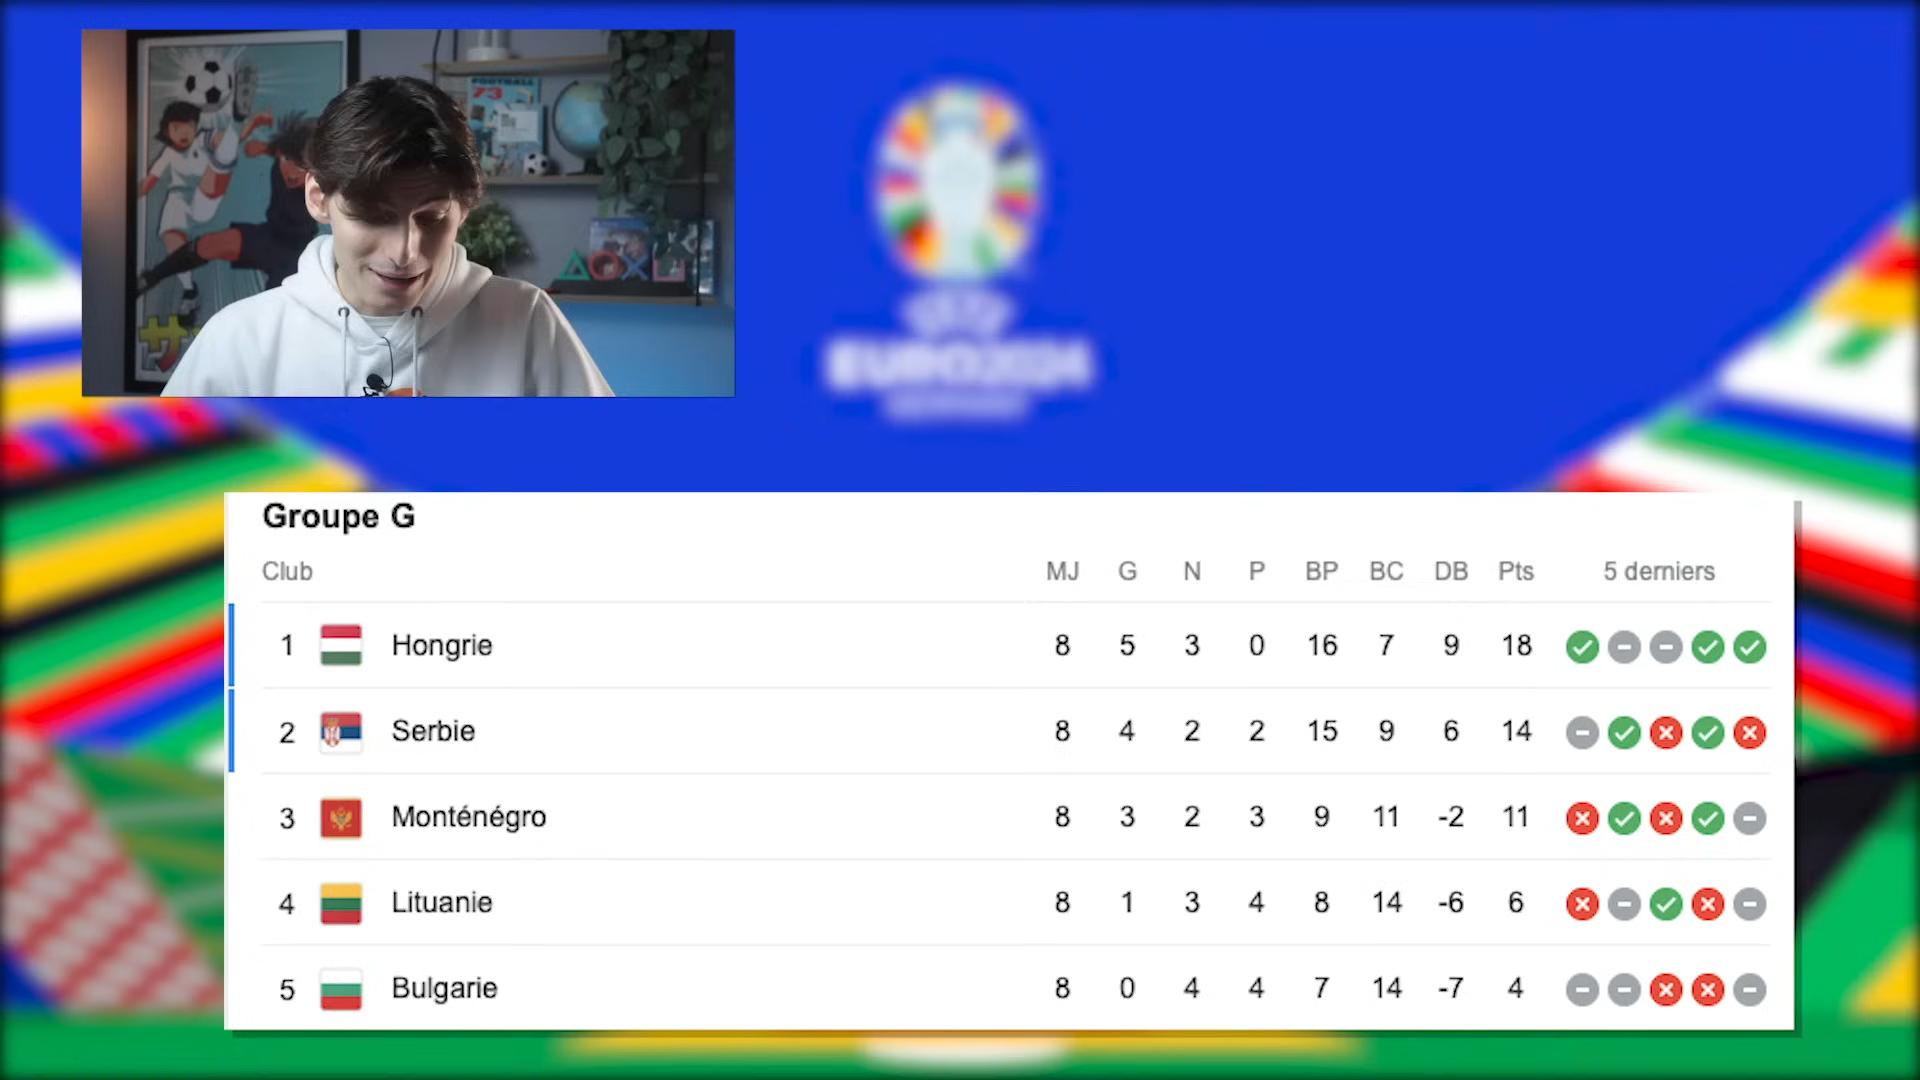 FOOTBALL
73
EURO2024
Groupe G
Club MJ G N P BP BC DB Pts 5 derniers
1 Hongrie 8 5 3 0 16 7 9 18
2 Serbie 8 4 2 2 15 9 6 14
3 Monténégro 8 3 2 3 9 11 -2 11
4 Lituanie 8 1 3 4 8 14 -6 6
5 Bulgarie 8 0 4 4 7 14 -7 4